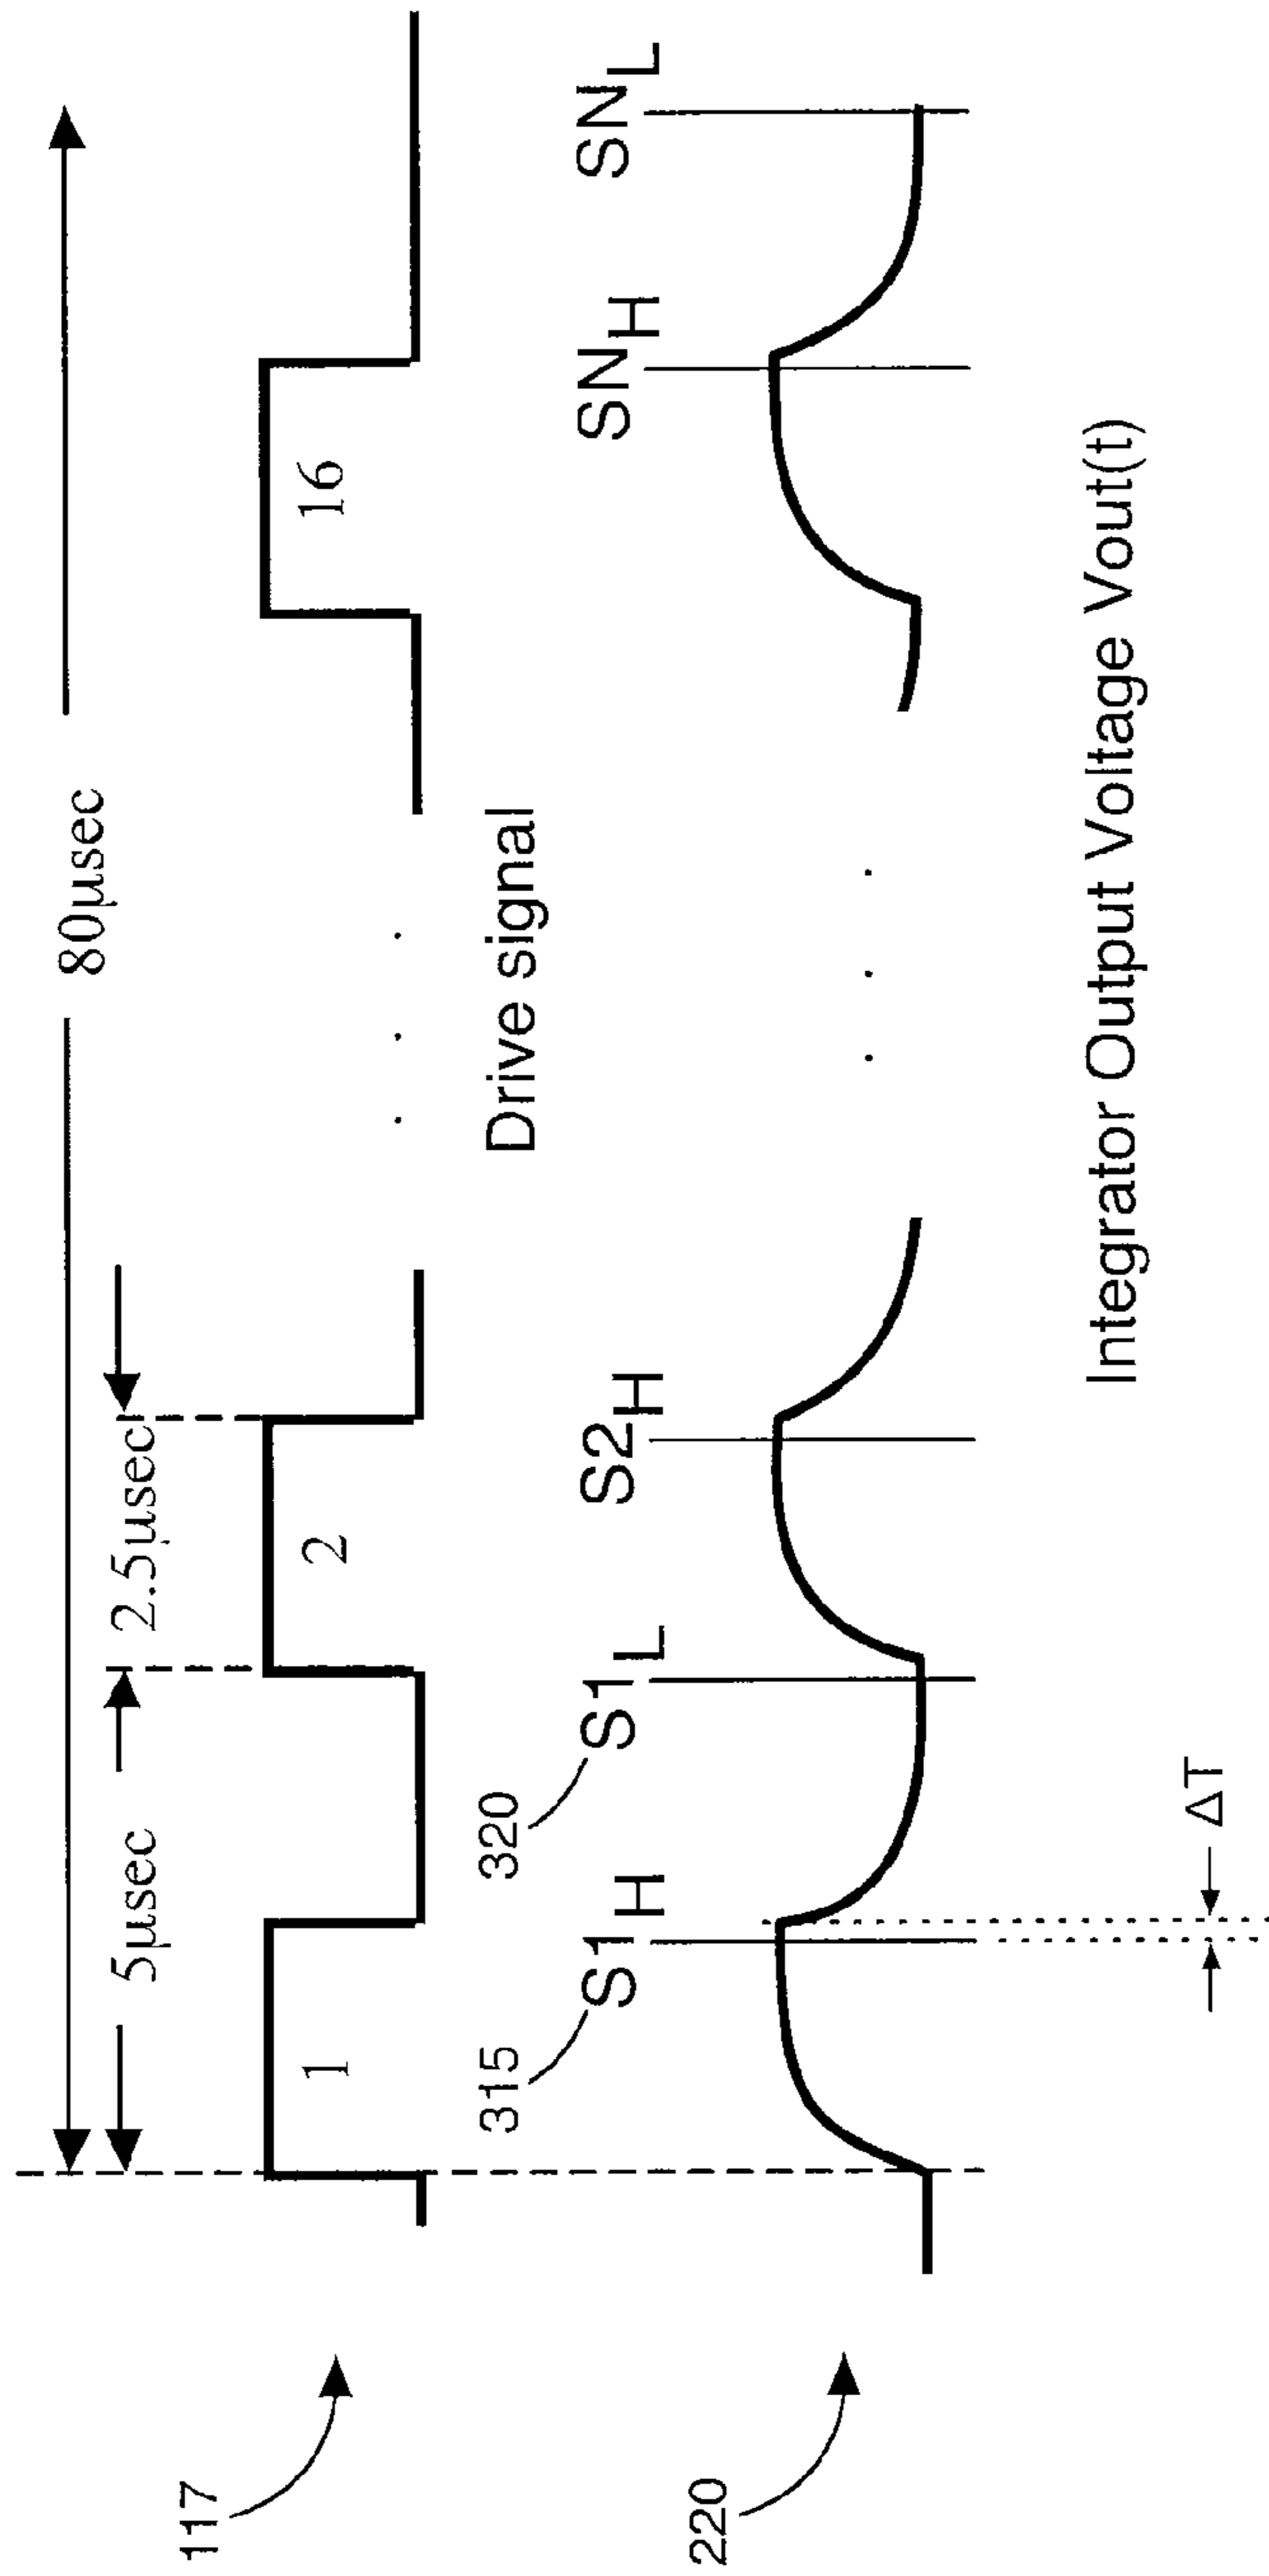 80µsec
5µsec
2.5µsec
117
1
2
16
Drive signal
315
S1H
320
S1L
S2H
SNH
SNL
220
Integrator Output Voltage Vout(t)
ΔT